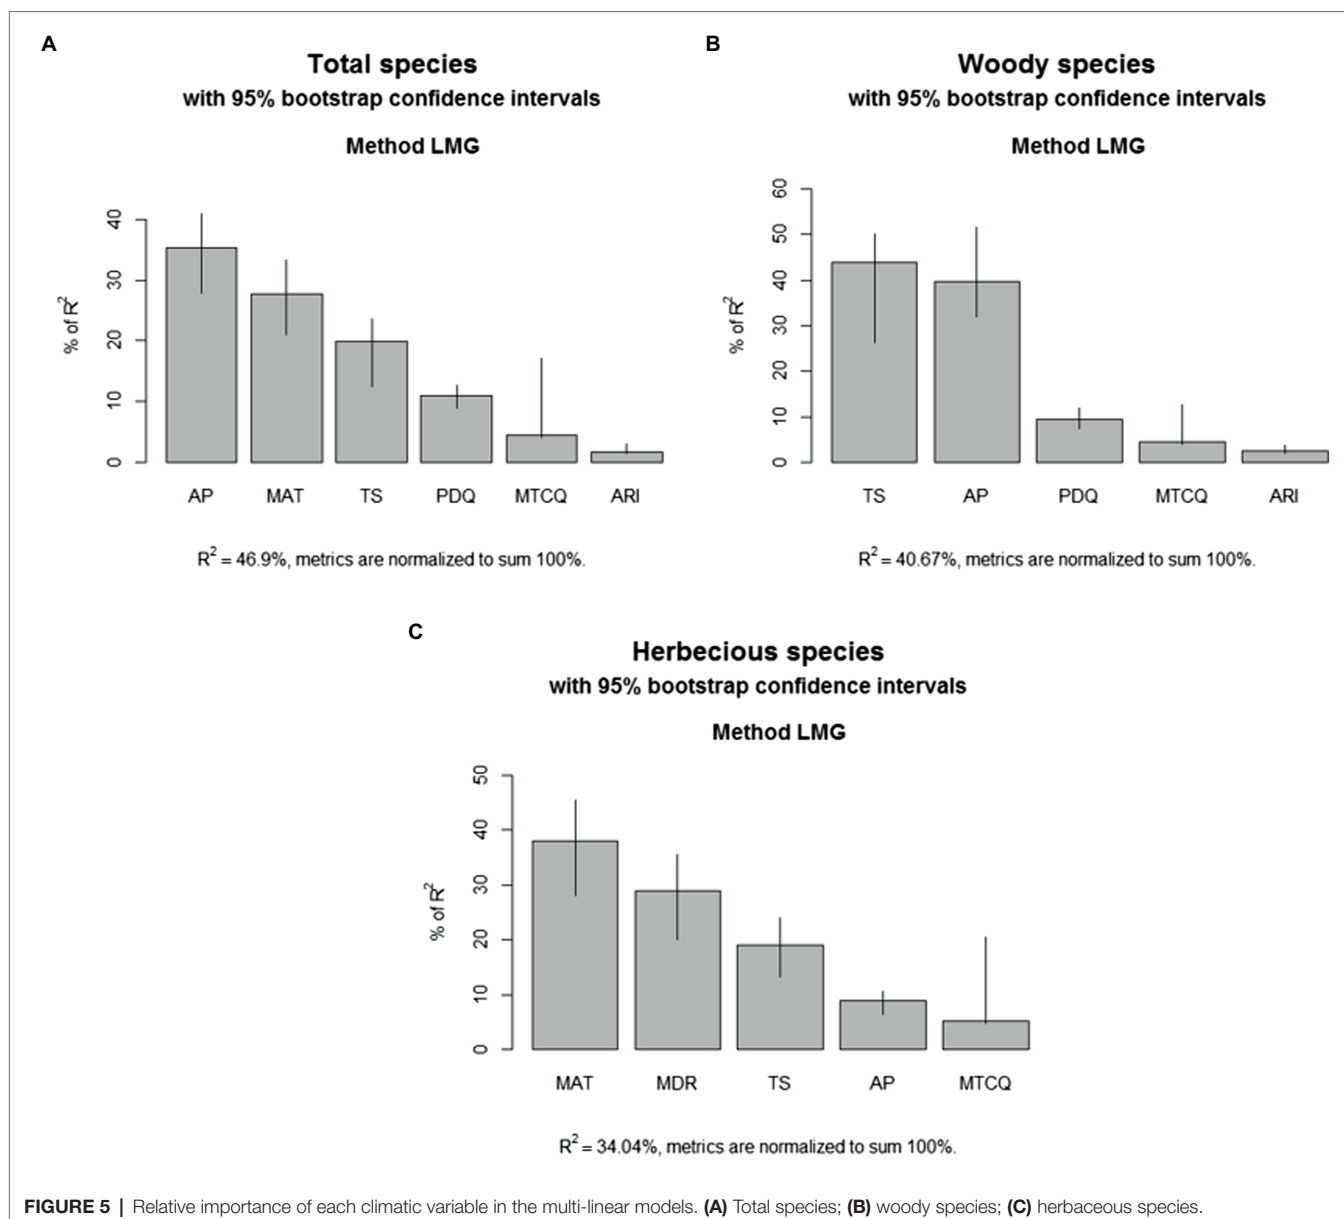 A
Total species
with 95% bootstrap confidence intervals
Method LMG
% of R2
40
30
20
10
0
AP MAT TS PDQ MTCQ ARI
R2 = 46.9%, metrics are normalized to sum 100%.
B
Woody species
with 95% bootstrap confidence intervals
Method LMG
% of R2
60
50
40
30
20
10
0
TS AP PDQ MTCQ ARI
R2 = 40.67%, metrics are normalized to sum 100%.
C
Herbecious species
with 95% bootstrap confidence intervals
Method LMG
% of R2
50
40
30
20
10
0
MAT MDR TS AP MTCQ
R2 = 34.04%, metrics are normalized to sum 100%.
FIGURE 5 | Relative importance of each climatic variable in the multi-linear models. (A) Total species; (B) woody species; (C) herbaceous species.